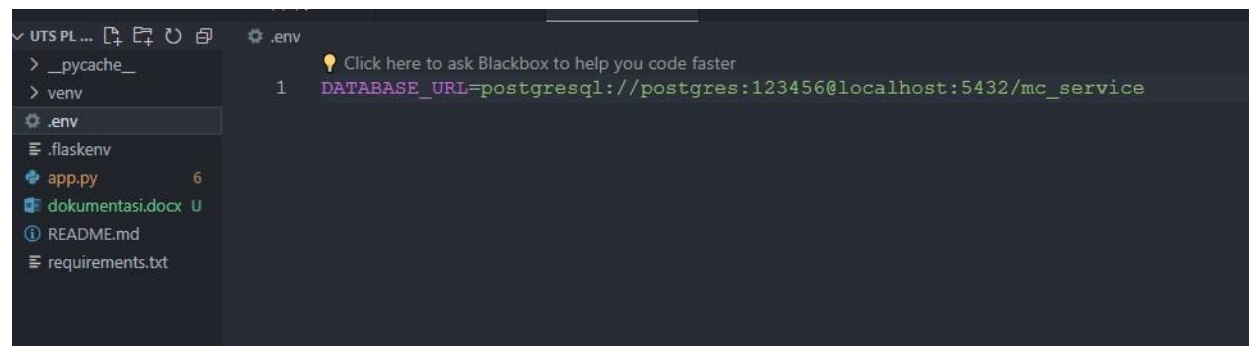 UTS PL ...
__pycache__
venv
.env
.flaskenv
app.py 6
dokumentasi.docx U
README.md
requirements.txt
.env
Click here to ask Blackbox to help you code faster
1 DATABASE_URL=postgresql://postgres:123456@localhost:5432/mc_service